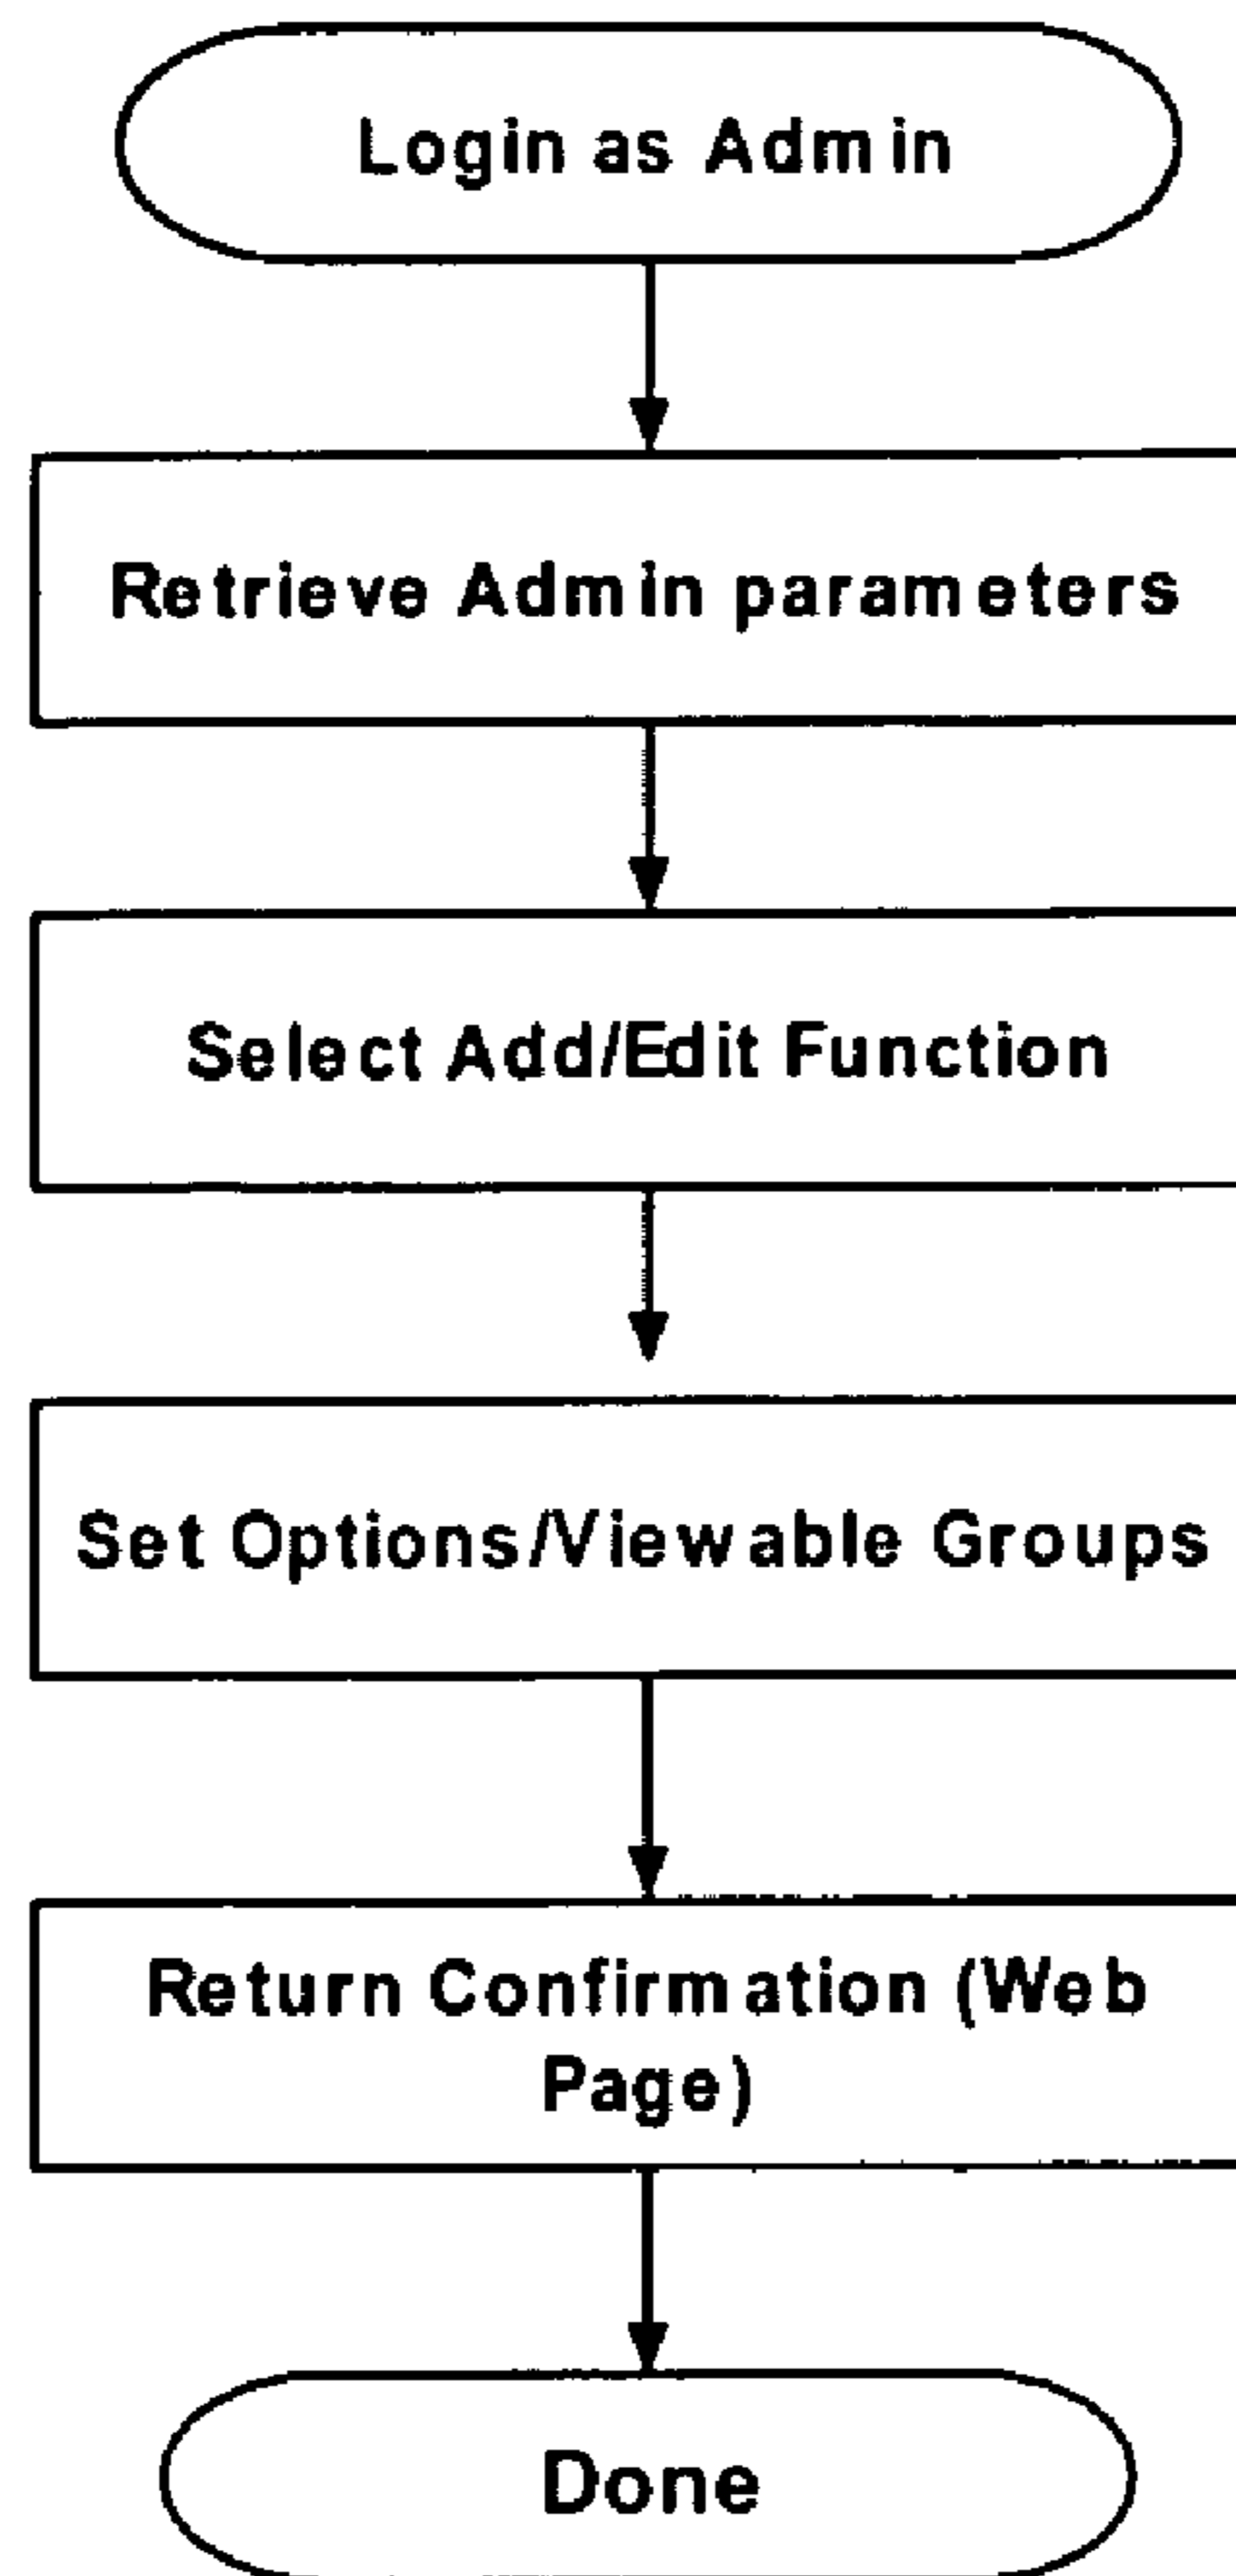 Login as Admin
Retrieve Admin parameters
Select Add/Edit Function
Set Options/Viewable Groups
Return Confirmation (Web
Page)
Done